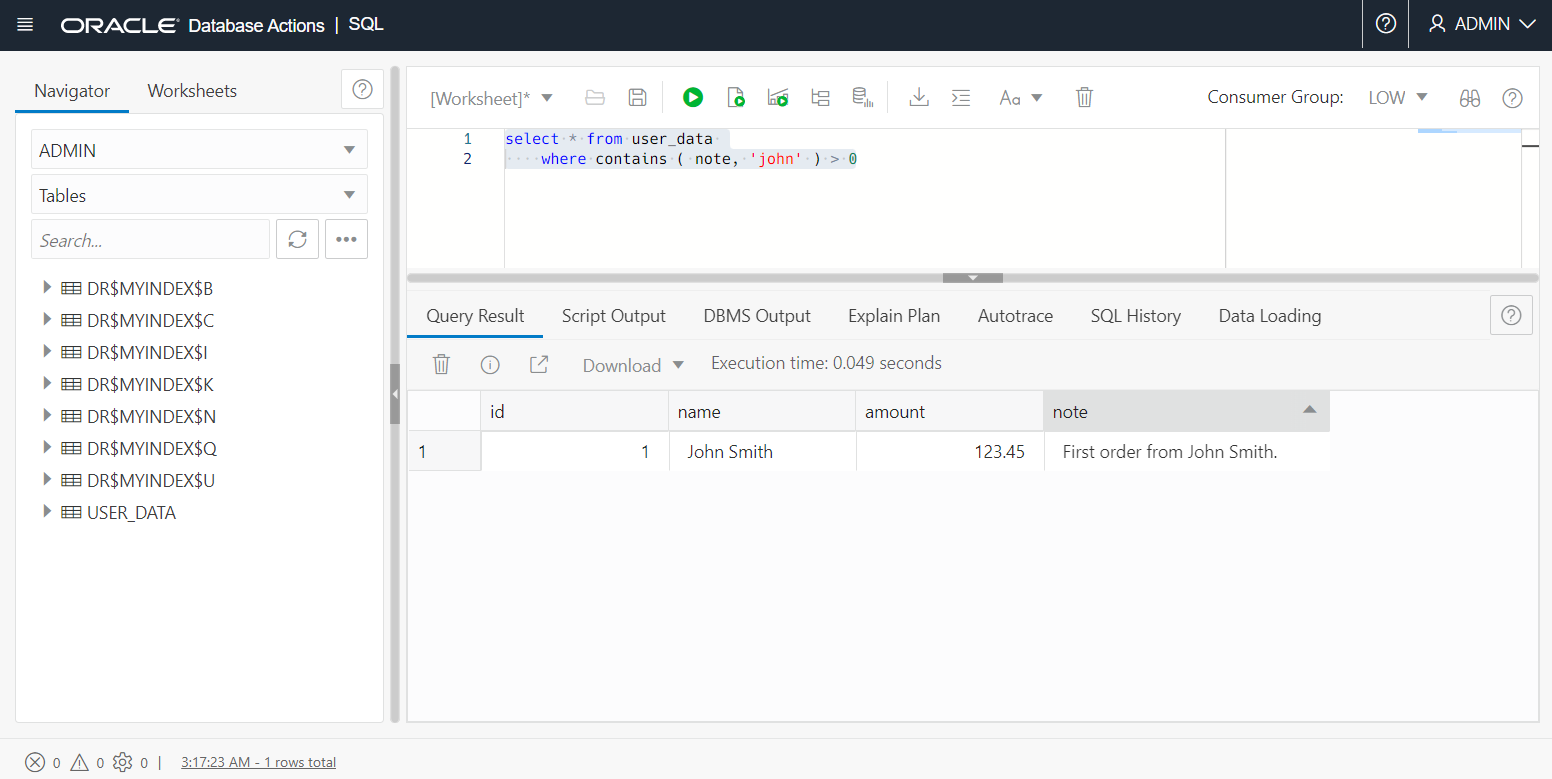 ORACLE Database Actions | SQL
ADMIN
Navigator
Worksheets
ADMIN
Tables
Search...
DR$MYINDEX$B
DR$MYINDEX$C
DR$MYINDEX$I
DR$MYINDEX$K
DR$MYINDEX$N
DR$MYINDEX$Q
DR$MYINDEX$U
USER_DATA
[Worksheet]*
Aa
Consumer Group: LOW
1 select * from user_data
2 where contains ( note, 'john' ) > 0
Query Result Script Output DBMS Output Explain Plan Autotrace SQL History Data Loading
Download Execution time: 0.049 seconds
id name amount note
1 1 John Smith 123.45 First order from John Smith.
0 0 0 | 3:17:23 AM - 1 rows total